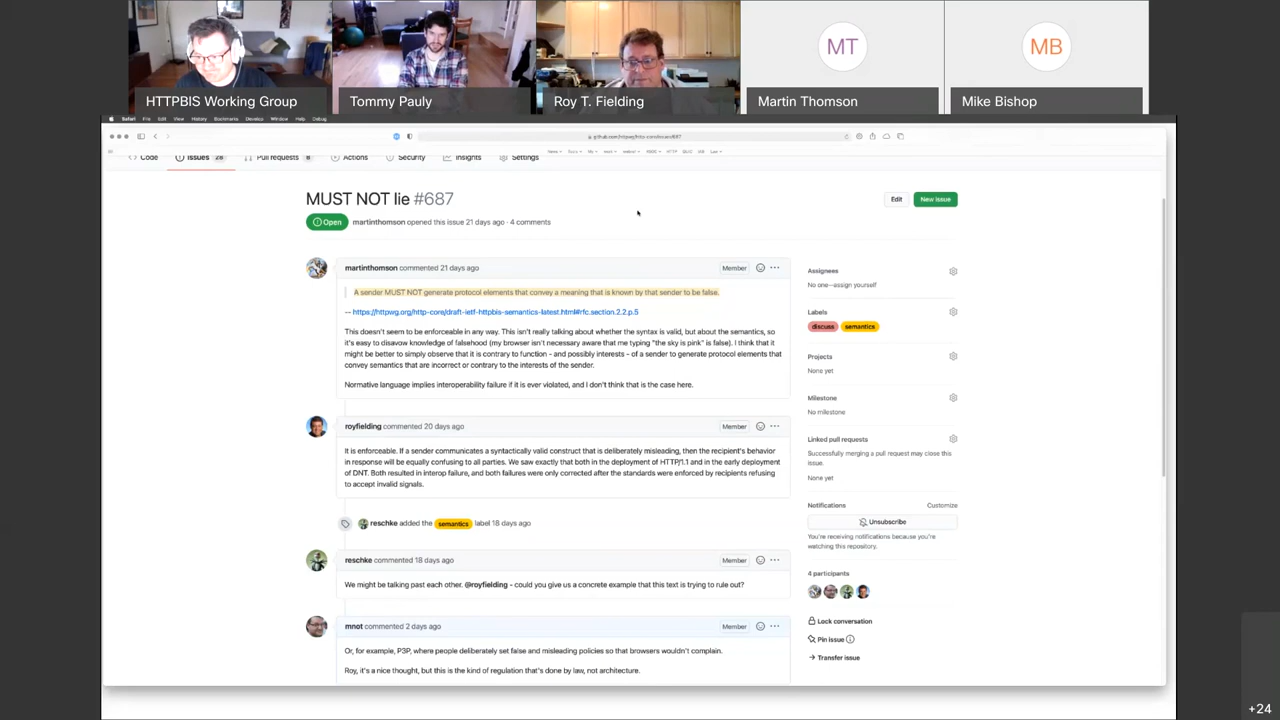 MT
MB
HTTPBIS Working Group
Tommy Pauly
Roy T. Fielding
Martin Thomson
Mike Bishop
Safari File Edit View History Bookmarks Develop Window Help Debug
Code
Issues 28
Pull requests 8
Actions
Security
Insights
Settings
MUST NOT lie #687
Edit
New issue
Open
martinthomson opened this issue 21 days ago · 4 comments
martinthomson commented 21 days ago
Member
A sender MUST NOT generate protocol elements that convey a meaning that is known by that sender to be false.
-- https://httpwg.org/http-core/draft-ietf-httpbis-semantics-latest.html#rfc.section.2.2.p.5
This doesn't seem to be enforceable in any way. This isn't really talking about whether the syntax is valid, but about the semantics, so
it's easy to disavow knowledge of falsehood (my browser isn't necessary aware that me typing "the sky is pink" is false). I think that it
might be better to simply observe that it is contrary to function - and possibly interests - of a sender to generate protocol elements that
convey semantics that are incorrect or contrary to the interests of the sender.
Normative language implies interoperability failure if it is ever violated, and I don't think that is the case here.
royfielding commented 20 days ago
Member
It is enforceable. If a sender communicates a syntactically valid construct that is deliberately misleading, then the recipient's behavior
in response will be equally confusing to all parties. We saw exactly that both in the deployment of HTTP/1.1 and in the early deployment
of DNT. Both resulted in interop failure, and both failures were only corrected after the standards were enforced by recipients refusing
to accept invalid signals.
reschke added the semantics label 18 days ago
reschke commented 18 days ago
Member
We might be talking past each other. @royfielding - could you give us a concrete example that this text is trying to rule out?
mnot commented 2 days ago
Member
Or, for example, P3P, where people deliberately set false and misleading policies so that browsers wouldn't complain.
Roy, it's a nice thought, but this is the kind of regulation that's done by law, not architecture.
Assignees
No one—assign yourself
Labels
discuss semantics
Projects
None yet
Milestone
No milestone
Linked pull requests
Successfully merging a pull request may close this
issue.
None yet
Notifications
Customize
Unsubscribe
You're receiving notifications because you're
watching this repository.
4 participants
Lock conversation
Pin issue
Transfer issue
+24